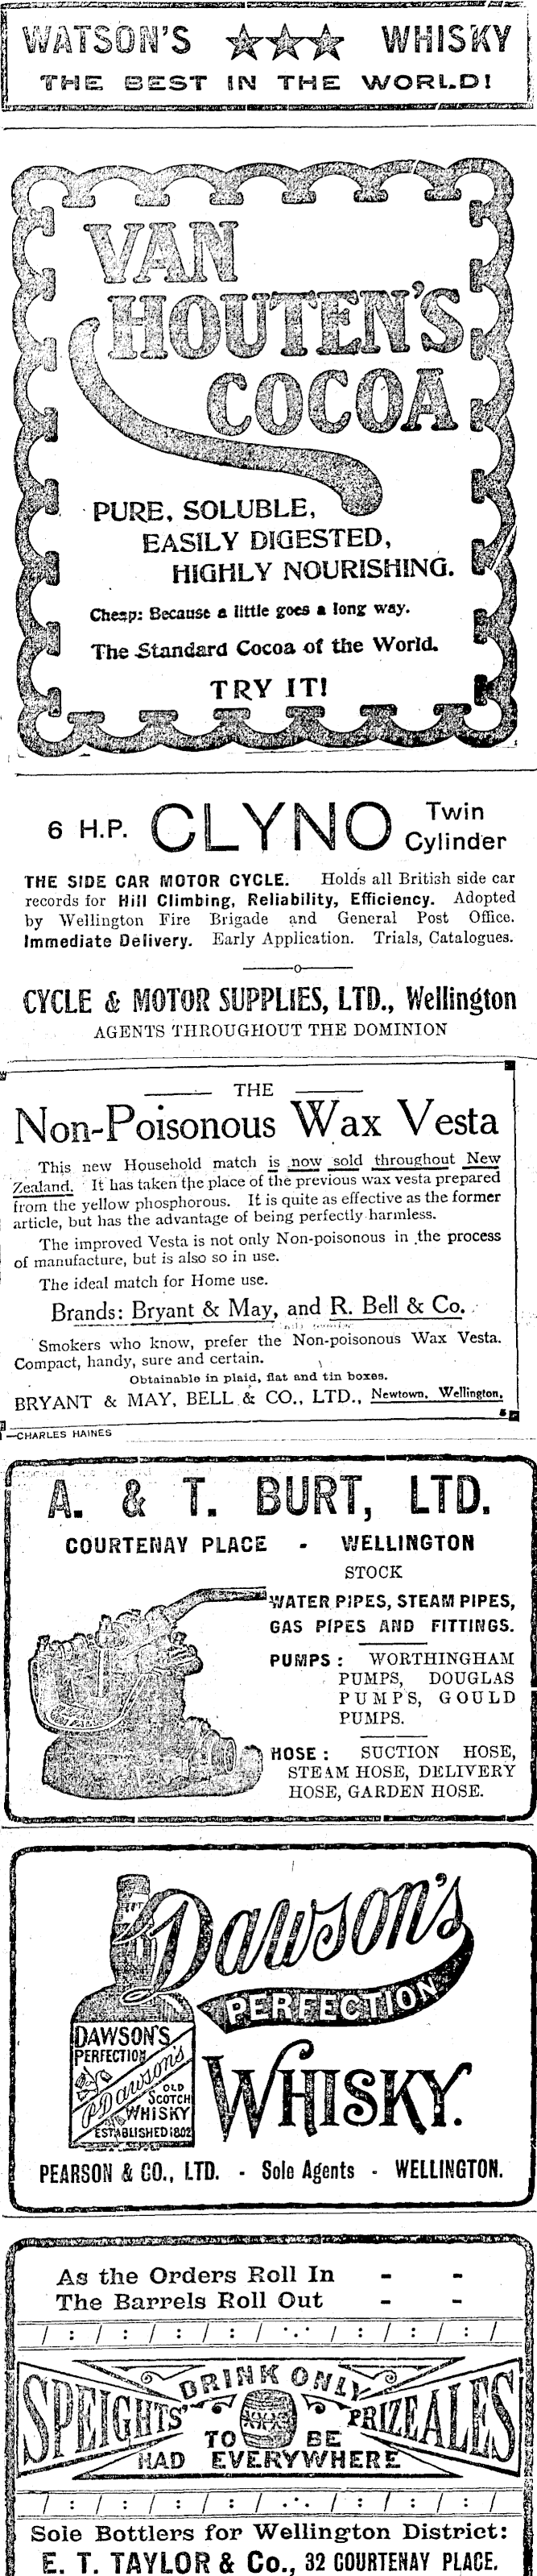 WATSON'S ★★★ WHISKY
THE BEST IN THE WORLD!
VAN
HOUTEN'S
COCOA
PURE, SOLUBLE,
EASILY DIGESTED,
HIGHLY NOURISHING.
Cheap: Because a little goes a long way.
The Standard Cocoa of the World.
TRY IT!
6 H.P. CLYNO Twin
Cylinder
THE SIDE CAR MOTOR CYCLE. Holds all British side car
records for Hill Climbing, Reliability, Efficiency. Adopted
by Wellington Fire Brigade and General Post Office.
Immediate Delivery. Early Application. Trials, Catalogues.
CYCLE & MOTOR SUPPLIES, LTD., Wellington
AGENTS THROUGHOUT THE DOMINION
THE
Non-Poisonous Wax Vesta
This new Household match is now sold throughout New
Zealand. It has taken the place of the previous wax vesta prepared
from the yellow phosphorous. It is quite as effective as the former
article, but has the advantage of being perfectly harmless.
The improved Vesta is not only Non-poisonous in the process
of manufacture, but is also so in use.
The ideal match for Home use.
Brands: Bryant & May, and R. Bell & Co.
Smokers who know, prefer the Non-poisonous Wax Vesta.
Compact, handy, sure and certain.
Obtainable in plaid, flat and tin boxes.
BRYANT & MAY, BELL & CO., LTD., Newtown, Wellington.
—CHARLES HAINES
A. & T. BURT, LTD.
COURTENAY PLACE - WELLINGTON
STOCK
WATER PIPES, STEAM PIPES,
GAS PIPES AND FITTINGS.
PUMPS: WORTHINGHAM
PUMPS, DOUGLAS
PUMPS, GOULD
PUMPS.
HOSE: SUCTION HOSE,
STEAM HOSE, DELIVERY
HOSE, GARDEN HOSE.
Dawson's
PERFECTION
WHISKY.
DAWSON'S
PERFECTION
P. Dawson's
OLD
SCOTCH
WHISKY
ESTABLISHED 1802
PEARSON & CO., LTD. - Sole Agents - WELLINGTON.
As the Orders Roll In - -
The Barrels Roll Out - -
DRINK ONLY
SPEIGHTS' PRIZE ALES
TO BE
HAD EVERYWHERE
Sole Bottlers for Wellington District:
E. T. TAYLOR & Co., 32 COURTENAY PLACE.